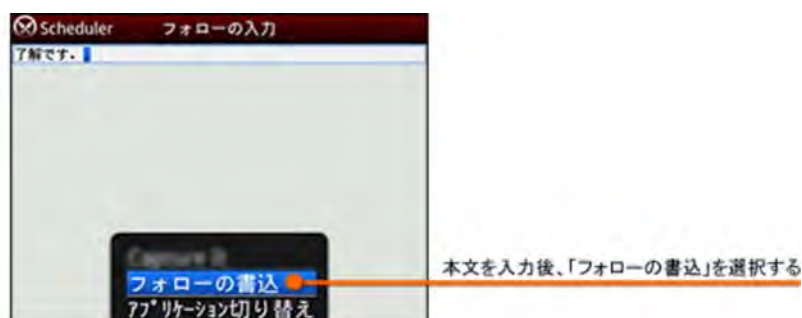 Scheduler フォローの入力
了解です。
フォローの書込
アプリケーション切り替え
本文を入力後、「フォローの書込」を選択する